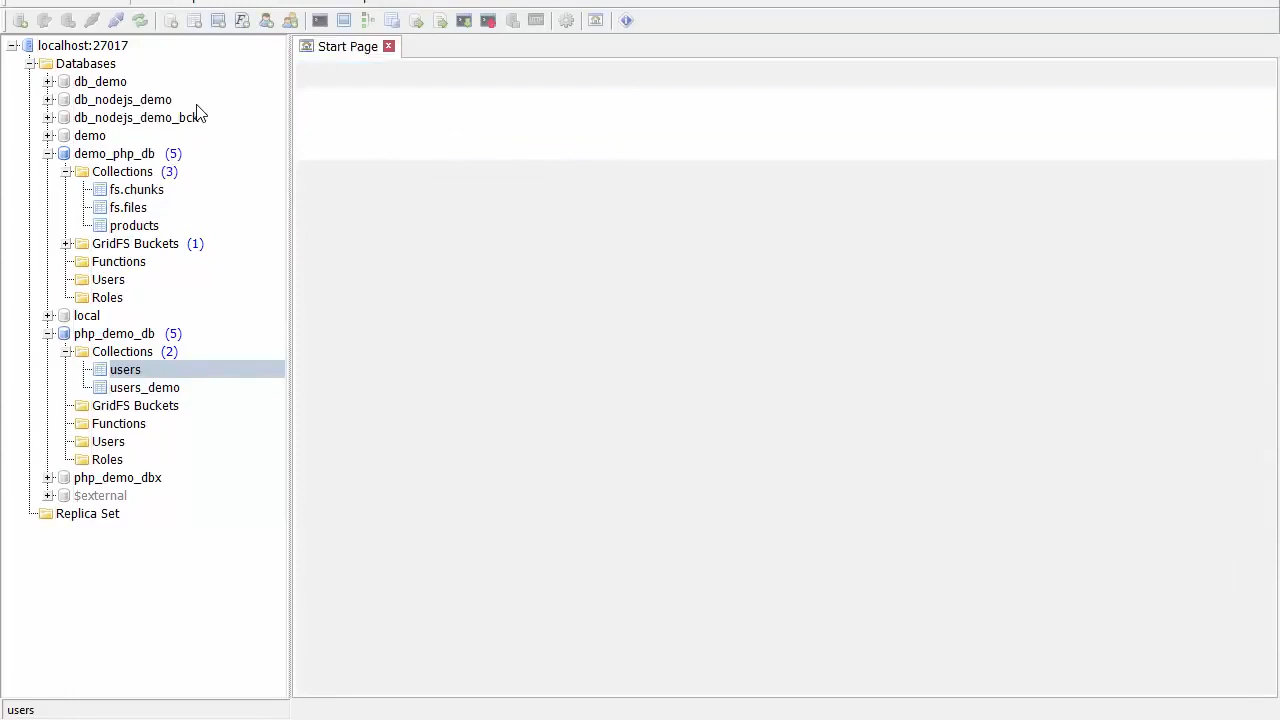 localhost:27017
Start Page
Databases
db_demo
db_nodejs_demo
db_nodejs_demo_bck
demo
demo_php_db (5)
Collections (3)
fs.chunks
fs.files
products
GridFS Buckets (1)
Functions
Users
Roles
local
php_demo_db (5)
Collections (2)
users
users_demo
GridFS Buckets
Functions
Users
Roles
php_demo_dbx
$external
Replica Set
users